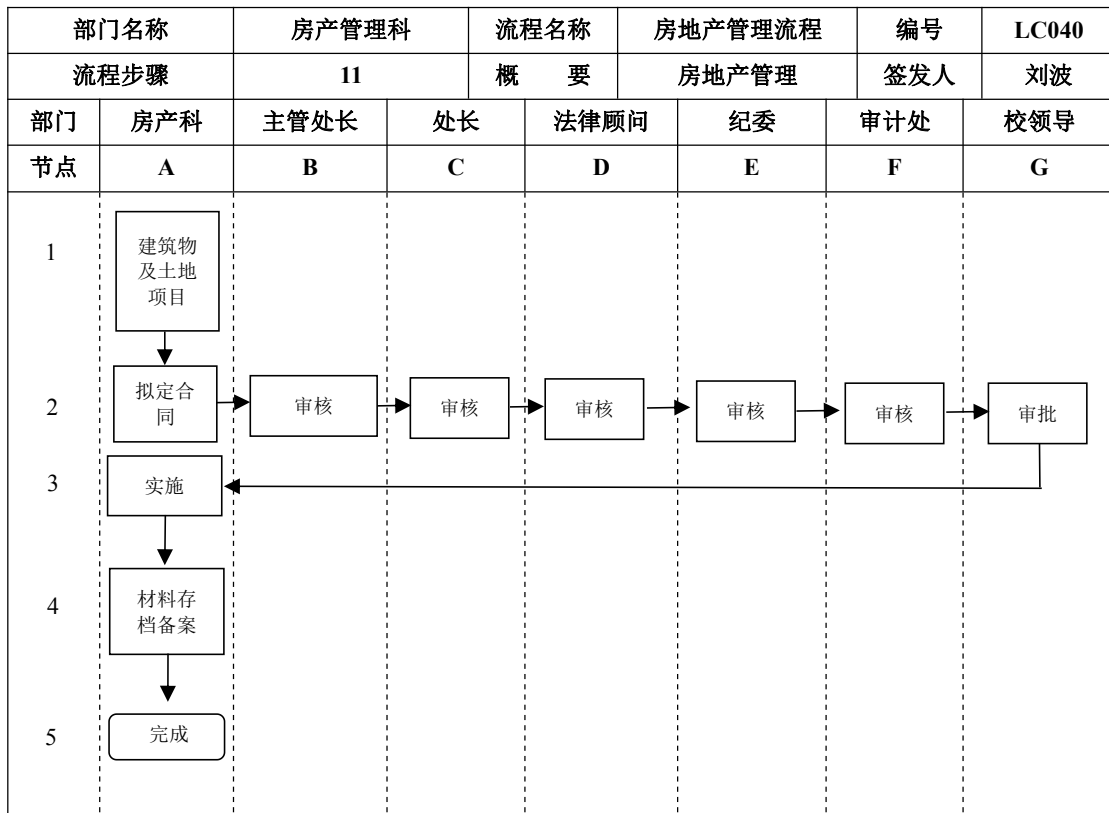 部门名称 房产管理科 流程名称 房地产管理流程 编号 LC040
流程步骤 11 概 要 房地产管理 签发人 刘波
部门 房产科 主管处长 处长 法律顾问 纪委 审计处 校领导
节点 A B C D E F G
1
建筑物
及土地
项目
2
拟定合
同
审核
审核
审核
审核
审核
审批
3
实施
4
材料存
档备案
5
完成